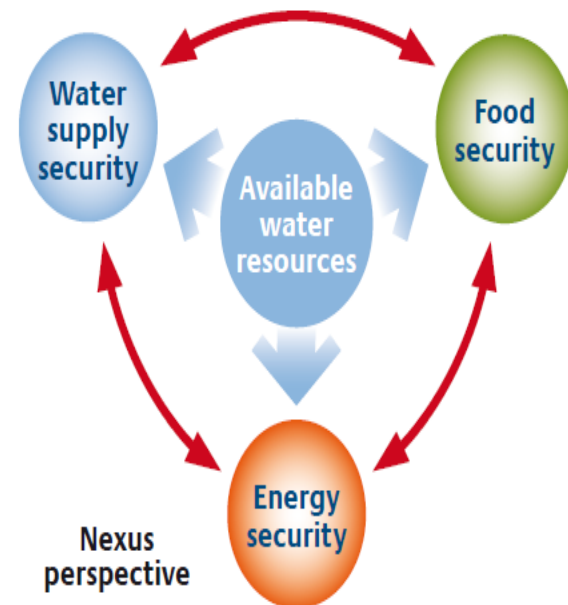 Water
supply
security
Food
security
Available
water
resources
Energy
security
Nexus
perspective